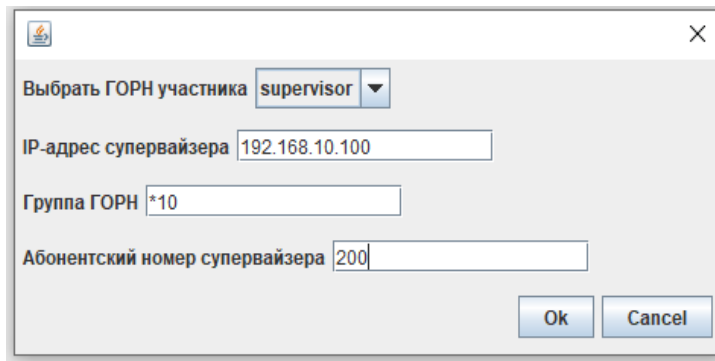 Выбрать ГОРН участника supervisor
IP-адрес супервайзера 192.168.10.100
Группа ГОРН *10
Абонентский номер супервайзера 200
Ok Cancel